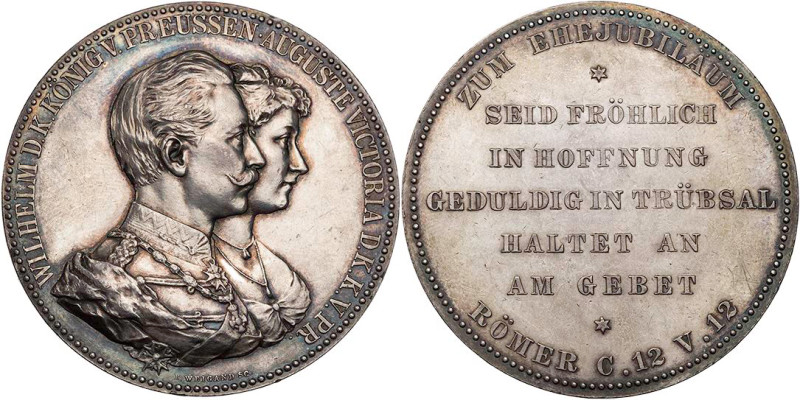 WILHELM D.K.KÖNIG V.PREUSSEN·AUGUSTE VICTORIA D.K.K.V.PR.
E. WEIGAND SC.
ZUM EHEJUBILÄUM
SEID FRÖHLICH
IN HOFFNUNG
GEDULDIG IN TRÜBSAL
HALTET AN
AM GEBET
RÖMER C.12 V.12